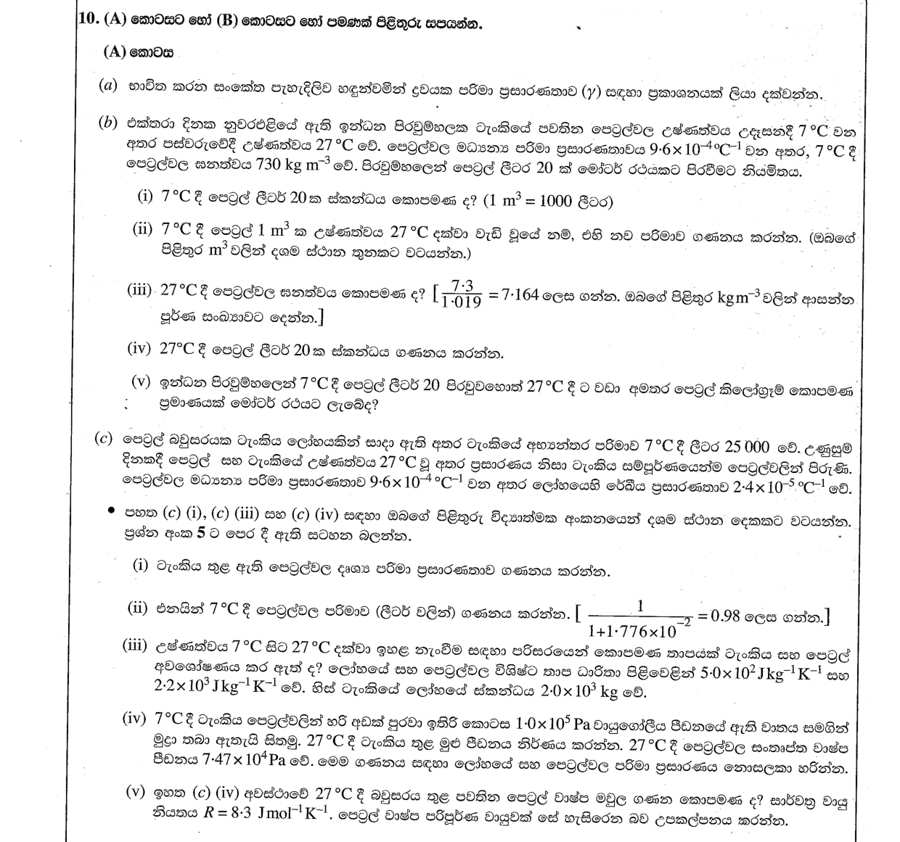 10. (A) කොටසට හෝ (B) කොටසට හෝ පමණක් පිළිතුරු සපයන්න.
(A) කොටස
(a) භාවිත කරන සංකේත පැහැදිලිව හඳුන්වමින් ද්‍රවයක පරිමා ප්‍රසාරණතාව (γ) සඳහා ප්‍රකාශනයක් ලියා දක්වන්න.
(b) එක්තරා දිනක නුවරඑළියේ ඇති ඉන්ධන පිරවුම්හලක ටැංකියේ පවතින පෙට්‍රල්වල උෂ්ණත්වය උදෑසනදී 7 °C වන
අතර පස්වරුවේදී උෂ්ණත්වය 27 °C වේ. පෙට්‍රල්වල මධ්‍යන්‍ය පරිමා ප්‍රසාරණතාවය 9·6×10⁻⁴ °C⁻¹ වන අතර, 7 °C දී
පෙට්‍රල්වල ඝනත්වය 730 kg m⁻³ වේ. පිරවුම්හලෙන් පෙට්‍රල් ලීටර 20 ක් මෝටර් රථයකට පිරවීමට නියමිතය.
(i) 7 °C දී පෙට්‍රල් ලීටර් 20 ක ස්කන්ධය කොපමණ ද? (1 m³ = 1000 ලීටර)
(ii) 7 °C දී පෙට්‍රල් 1 m³ ක උෂ්ණත්වය 27 °C දක්වා වැඩි වූයේ නම්, එහි නව පරිමාව ගණනය කරන්න. (ඔබගේ
පිළිතුර m³ වලින් දශම ස්ථාන තුනකට වටයන්න.)
(iii) 27 °C දී පෙට්‍රල්වල ඝනත්වය කොපමණ ද? [7·3/1·019 = 7·164 ලෙස ගන්න. ඔබගේ පිළිතුර kg m⁻³ වලින් ආසන්න
පූර්ණ සංඛ්‍යාවට දෙන්න.]
(iv) 27°C දී පෙට්‍රල් ලීටර් 20 ක ස්කන්ධය ගණනය කරන්න.
(v) ඉන්ධන පිරවුම්හලෙන් 7 °C දී පෙට්‍රල් ලීටර් 20 පිරවුවහොත් 27 °C දී ට වඩා අමතර පෙට්‍රල් කිලෝග්‍රෑම් කොපමණ
ප්‍රමාණයක් මෝටර් රථයට ලැබේද?
(c) පෙට්‍රල් බවුසරයක ටැංකිය ලෝහයකින් සාදා ඇති අතර ටැංකියේ අභ්‍යන්තර පරිමාව 7 °C දී ලීටර් 25 000 වේ. උණුසුම්
දිනකදී පෙට්‍රල් සහ ටැංකියේ උෂ්ණත්වය 27 °C වූ අතර ප්‍රසාරණය නිසා ටැංකිය සම්පූර්ණයෙන්ම පෙට්‍රල්වලින් පිරුණි.
පෙට්‍රල්වල මධ්‍යන්‍ය පරිමා ප්‍රසාරණතාව 9·6×10⁻⁴ °C⁻¹ වන අතර ලෝහයෙහි රේඛීය ප්‍රසාරණතාව 2·4×10⁻⁵ °C⁻¹ වේ.
• පහත (c) (i), (c) (iii) සහ (c) (iv) සඳහා ඔබගේ පිළිතුරු විද්‍යාත්මක අංකනයෙන් දශම ස්ථාන දෙකකට වටයන්න.
ප්‍රශ්න අංක 5 ට පෙර දී ඇති සටහන බලන්න.
(i) ටැංකිය තුළ ඇති පෙට්‍රල්වල දෘශ්‍ය පරිමා ප්‍රසාරණතාව ගණනය කරන්න.
(ii) එනයින් 7 °C දී පෙට්‍රල්වල පරිමාව (ලීටර් වලින්) ගණනය කරන්න. [1/1+1·776×10⁻² = 0.98 ලෙස ගන්න.]
(iii) උෂ්ණත්වය 7 °C සිට 27 °C දක්වා ඉහළ නැංවීම සඳහා පරිසරයෙන් කොපමණ තාපයක් ටැංකිය සහ පෙට්‍රල්
අවශෝෂණය කර ඇත් ද? ලෝහයේ සහ පෙට්‍රල්වල විශිෂ්ට තාප ධාරිතා පිළිවෙළින් 5·0×10² J kg⁻¹ K⁻¹ සහ
2·2×10³ J kg⁻¹ K⁻¹ වේ. හිස් ටැංකියේ ලෝහයේ ස්කන්ධය 2·0×10³ kg වේ.
(iv) 7 °C දී ටැංකිය පෙට්‍රල්වලින් හරි අඩක් පුරවා ඉතිරි කොටස 1·0×10⁵ Pa වායුගෝලීය පීඩනයේ ඇති වාතය සමගින්
මුද්‍රා තබා ඇතැයි සිතමු. 27 °C දී ටැංකිය තුළ මුළු පීඩනය නිර්ණය කරන්න. 27 °C දී පෙට්‍රල්වල සංතෘප්ත වාෂ්ප
පීඩනය 7·47×10⁴ Pa වේ. මෙම ගණනය සඳහා ලෝහයේ සහ පෙට්‍රල්වල පරිමා ප්‍රසාරණය නොසලකා හරින්න.
(v) ඉහත (c) (iv) අවස්ථාවේ 27 °C දී බවුසරය තුළ පවතින පෙට්‍රල් වාෂ්ප මවුල ගණන කොපමණ ද? සාර්වත්‍ර වායු
නියතය R = 8·3 J mol⁻¹ K⁻¹. පෙට්‍රල් වාෂ්ප පරිපූර්ණ වායුවක් සේ හැසිරෙන බව උපකල්පනය කරන්න.